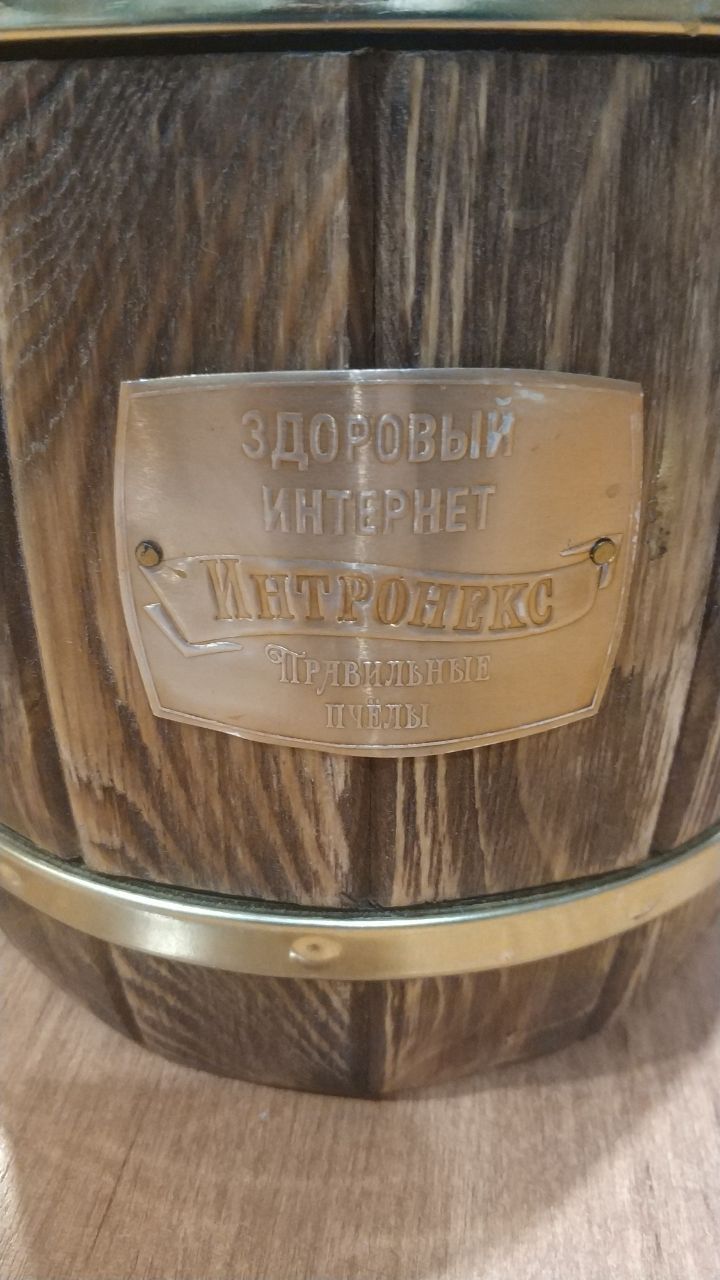 ЗДОРОВЫЙ
ИНТЕРНЕТ
ИНТРОНЕКС
ПРАВИЛЬНЫЕ
ПЧЁЛЫ